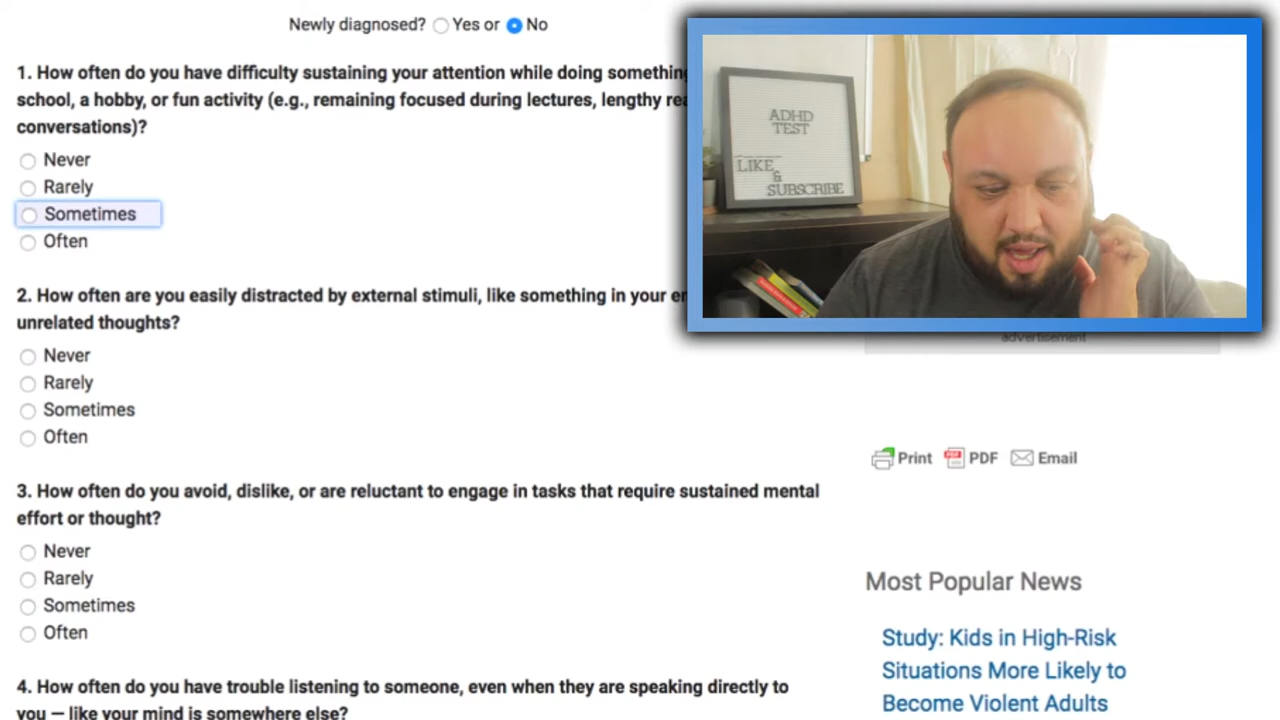 Newly diagnosed? Yes or No
1. How often do you have difficulty sustaining your attention while doing something
school, a hobby, or fun activity (e.g., remaining focused during lectures, lengthy
conversations)?
Never
Rarely
Sometimes
Often
2. How often are you easily distracted by external stimuli, like something in your
unrelated thoughts?
Never
Rarely
Sometimes
Often
3. How often do you avoid, dislike, or are reluctant to engage in tasks that require sustained mental
effort or thought?
Never
Rarely
Sometimes
Often
4. How often do you have trouble listening to someone, even when they are speaking directly to
you — like your mind is somewhere else?
ADHD
TEST
LIKE
&
SUBSCRIBE
advertisement
Print PDF Email
Most Popular News
Study: Kids in High-Risk
Situations More Likely to
Become Violent Adults